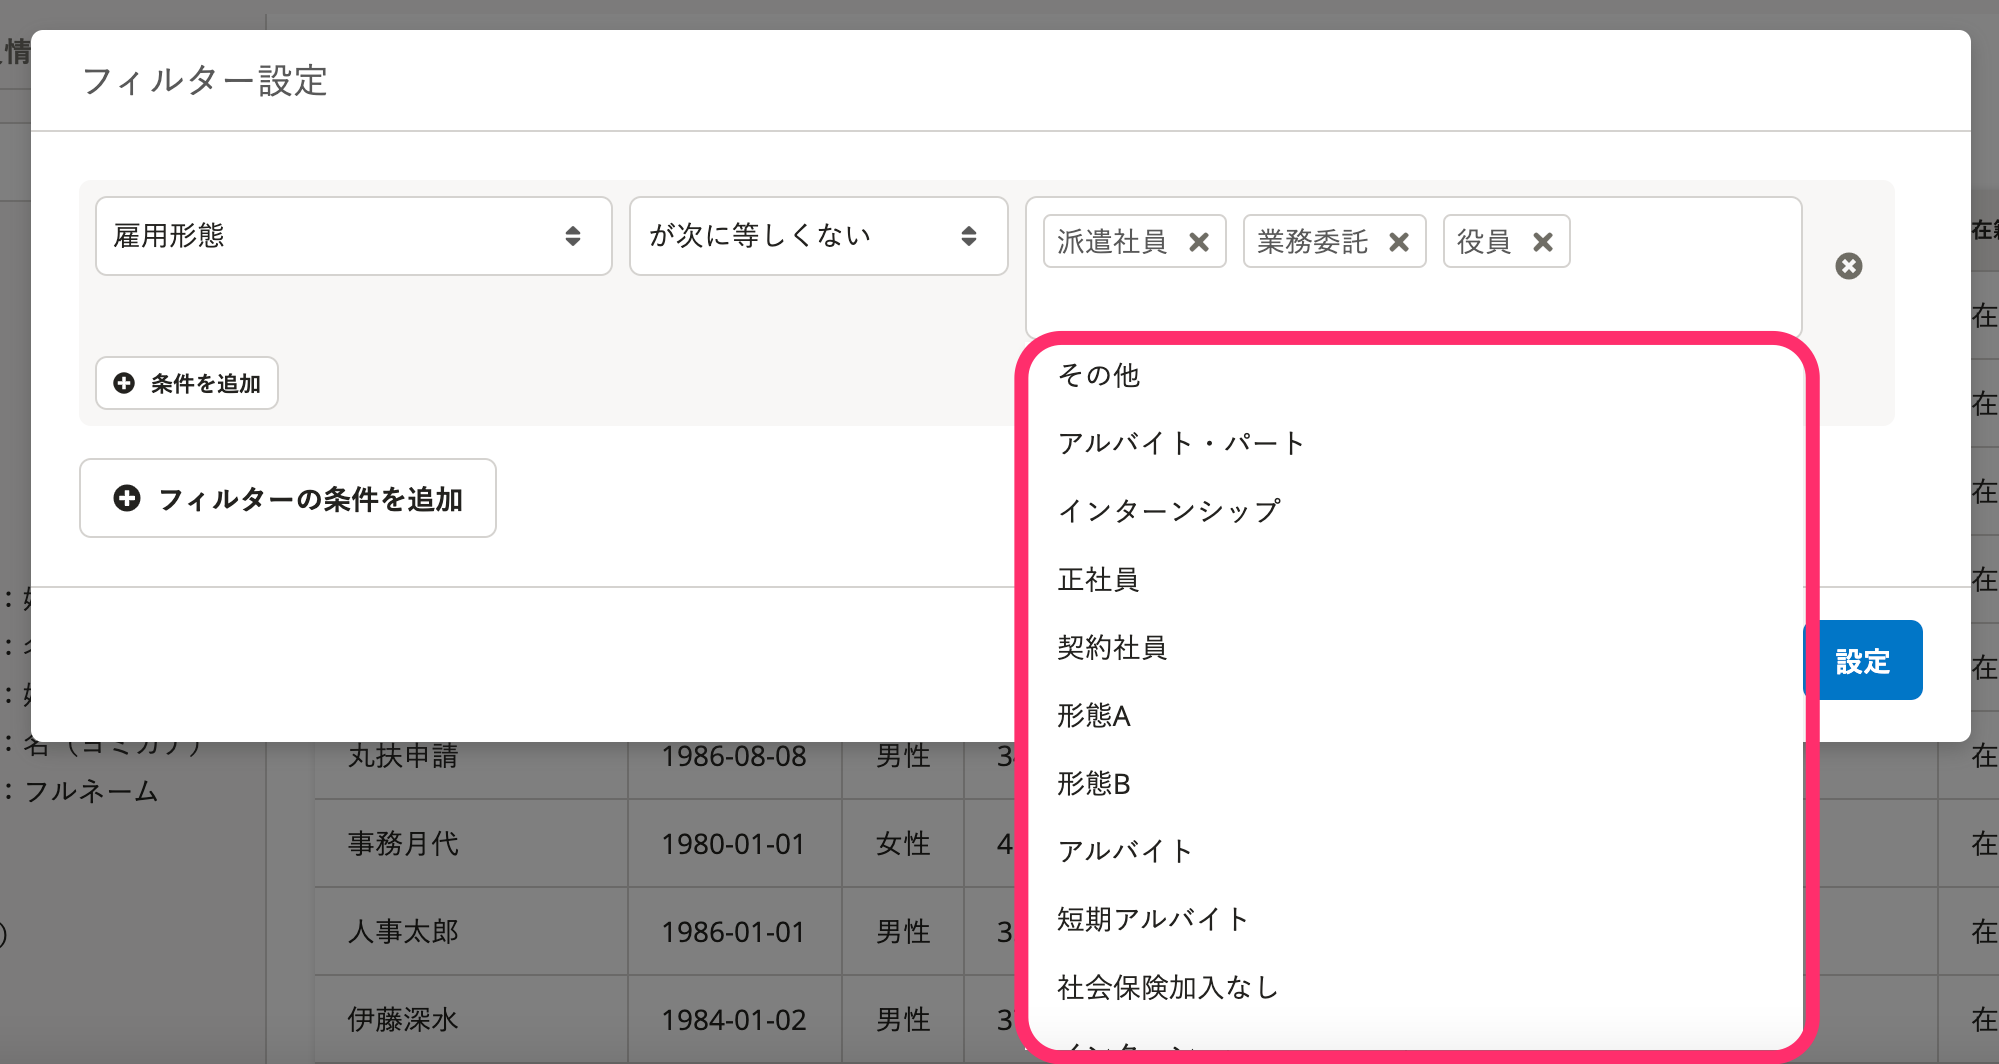 情
フィルター設定
雇用形態
が次に等しくない
派遣社員
業務委託
役員
条件を追加
フィルターの条件を追加
その他
アルバイト・パート
インターンシップ
正社員
契約社員
形態A
形態B
アルバイト
短期アルバイト
社会保険加入なし
設定
：名（ヨミガナ）
：フルネーム
丸扶申請 1986-08-08 男性 在
事務月代 1980-01-01 女性 4 在
人事太郎 1986-01-01 男性 3 在
伊藤深水 1984-01-02 男性 3 在
在
在
在
在
在